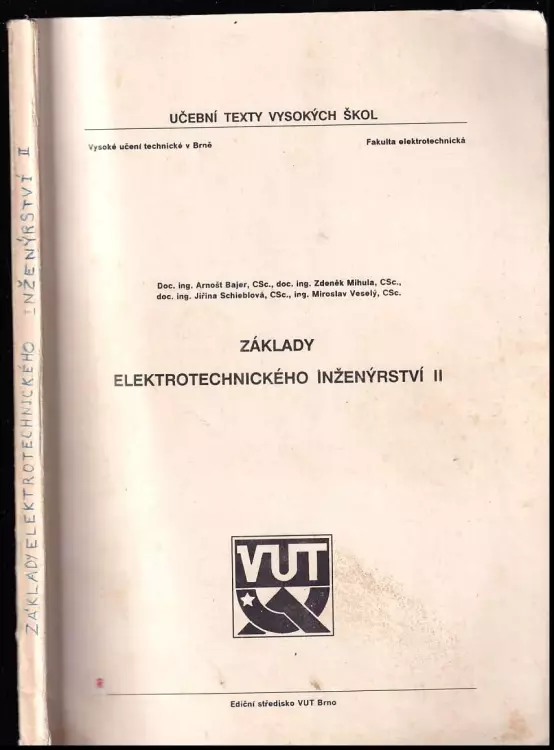 UČEBNÍ TEXTY VYSOKÝCH ŠKOL
Vysoké učení technické v Brně
Fakulta elektrotechnická
Doc. ing. Arnošt Bajer, CSc., doc. ing. Zdeněk Mihula, CSc.,
doc. ing. Jiřina Schieblová, CSc., ing. Miroslav Veselý, CSc.
ZÁKLADY
ELEKTROTECHNICKÉHO INŽENÝRSTVÍ II
VUT
Ediční středisko VUT Brno
ZÁKLADY ELEKTROTECHNICKÉHO INŽENÝRSTVÍ II